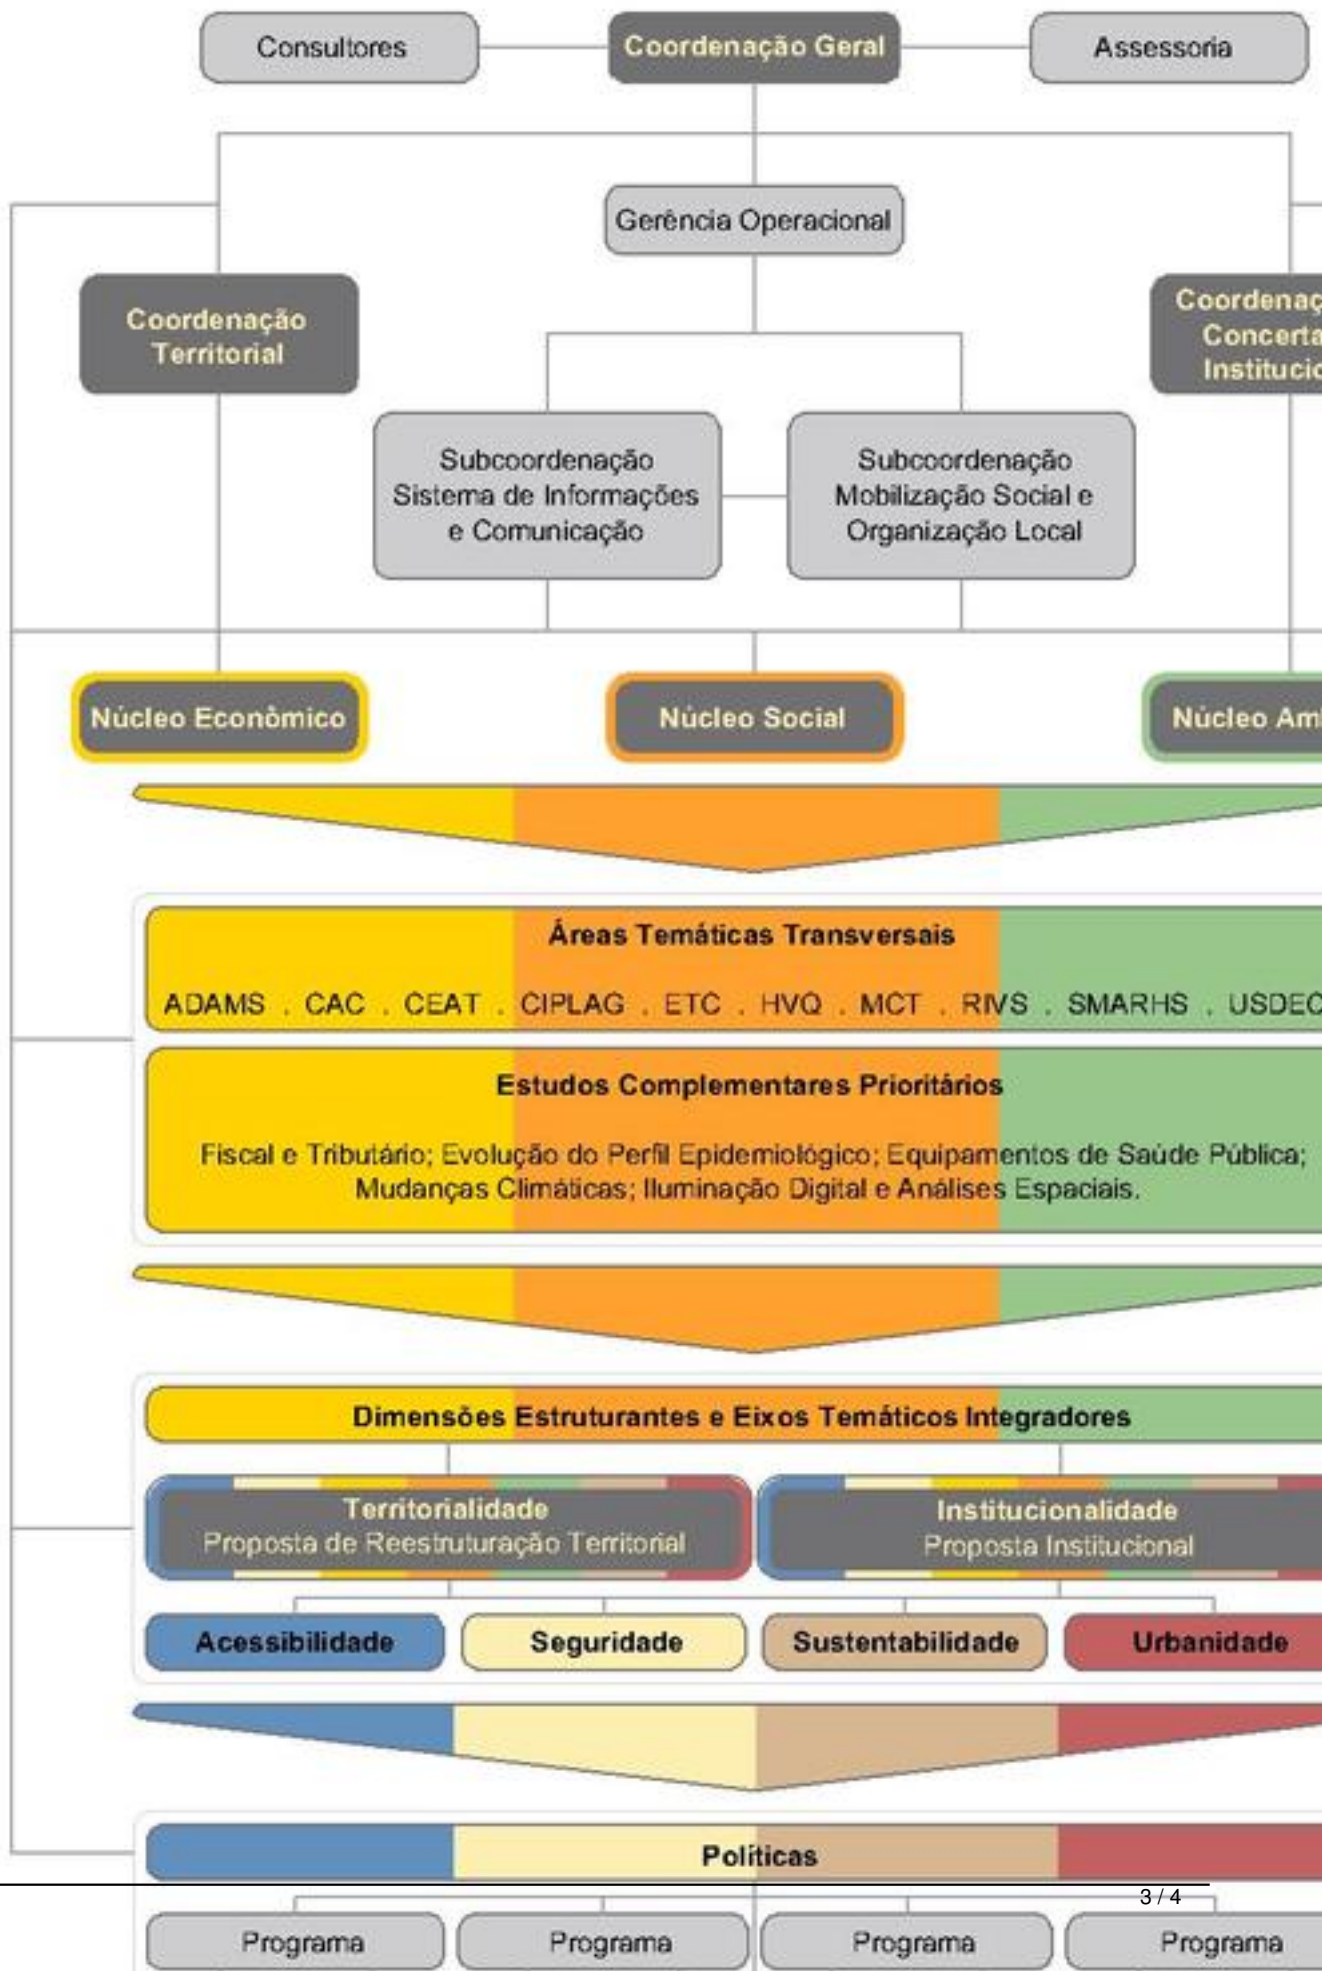 Consultores
Coordenação Geral
Assessoria
Gerência Operacional
Coordenação
Territorial
Subcoordenação
Sistema de Informações
e Comunicação
Subcoordenação
Mobilização Social e
Organização Local
Núcleo Econômico
Núcleo Social
Núcleo
Áreas Temáticas Transversais
ADAMS . CAC . CEAT . CIPLAG . ETC . HVQ . MCT . RIVS . SMARHS .
Estudos Complementares Prioritários
Fiscal e Tributário; Evolução do Perfil Epidemiológico; Equipamentos de Saúde Pública;
Mudanças Climáticas; Iluminação Digital e Análises Espaciais.
Dimensões Estruturantes e Eixos Temáticos Integradores
Territorialidade
Proposta de Reestruturação Territorial
Institucionalidade
Proposta Institucional
Acessibilidade
Seguridade
Sustentabilidade
Urbanidade
Políticas
3 / 4
Programa
Programa
Programa
Programa